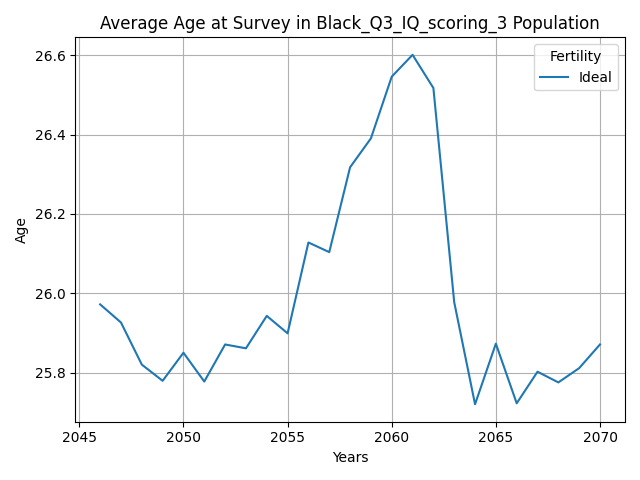 Average Age at Survey in Black_Q3_IQ_scoring_3 Population
Fertility
Ideal
26.6
26.4
26.2
26.0
25.8
Age
2045
2050
2055
2060
2065
2070
Years